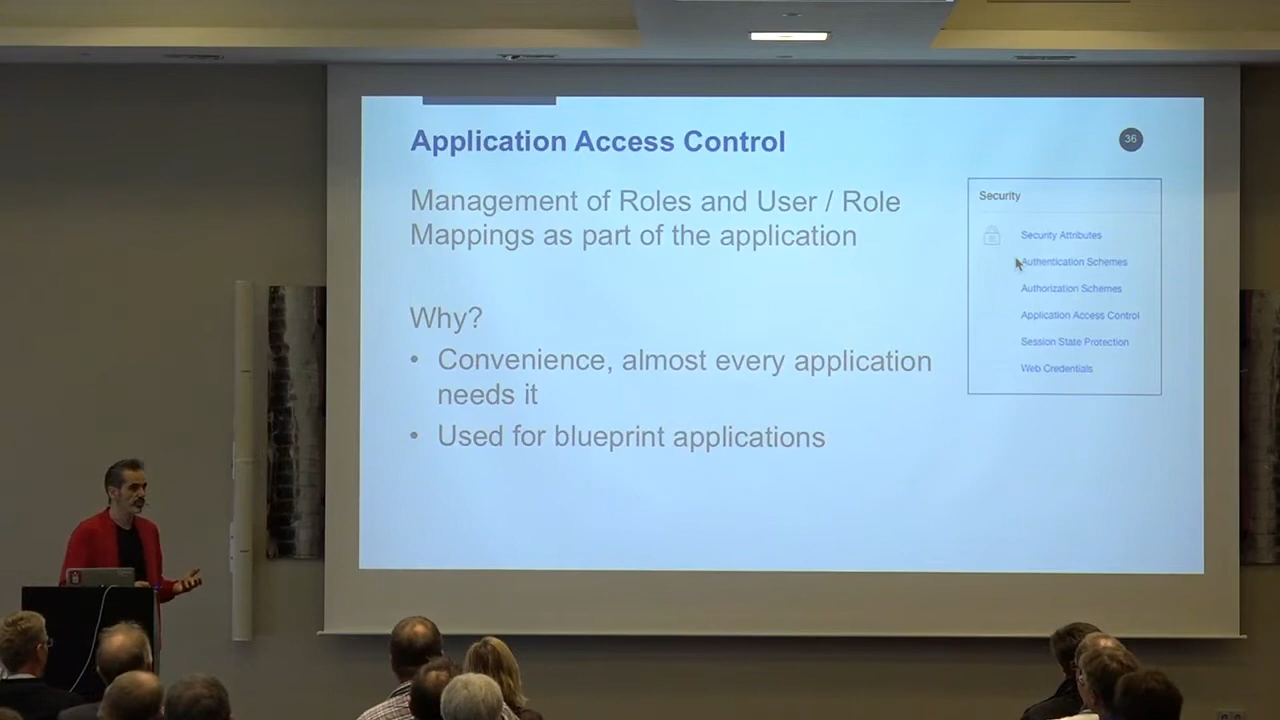 Application Access Control
36
Management of Roles and User / Role
Mappings as part of the application
Why?
• Convenience, almost every application
needs it
• Used for blueprint applications
Security
Security Attributes
Authentication Schemes
Authorization Schemes
Application Access Control
Session State Protection
Web Credentials